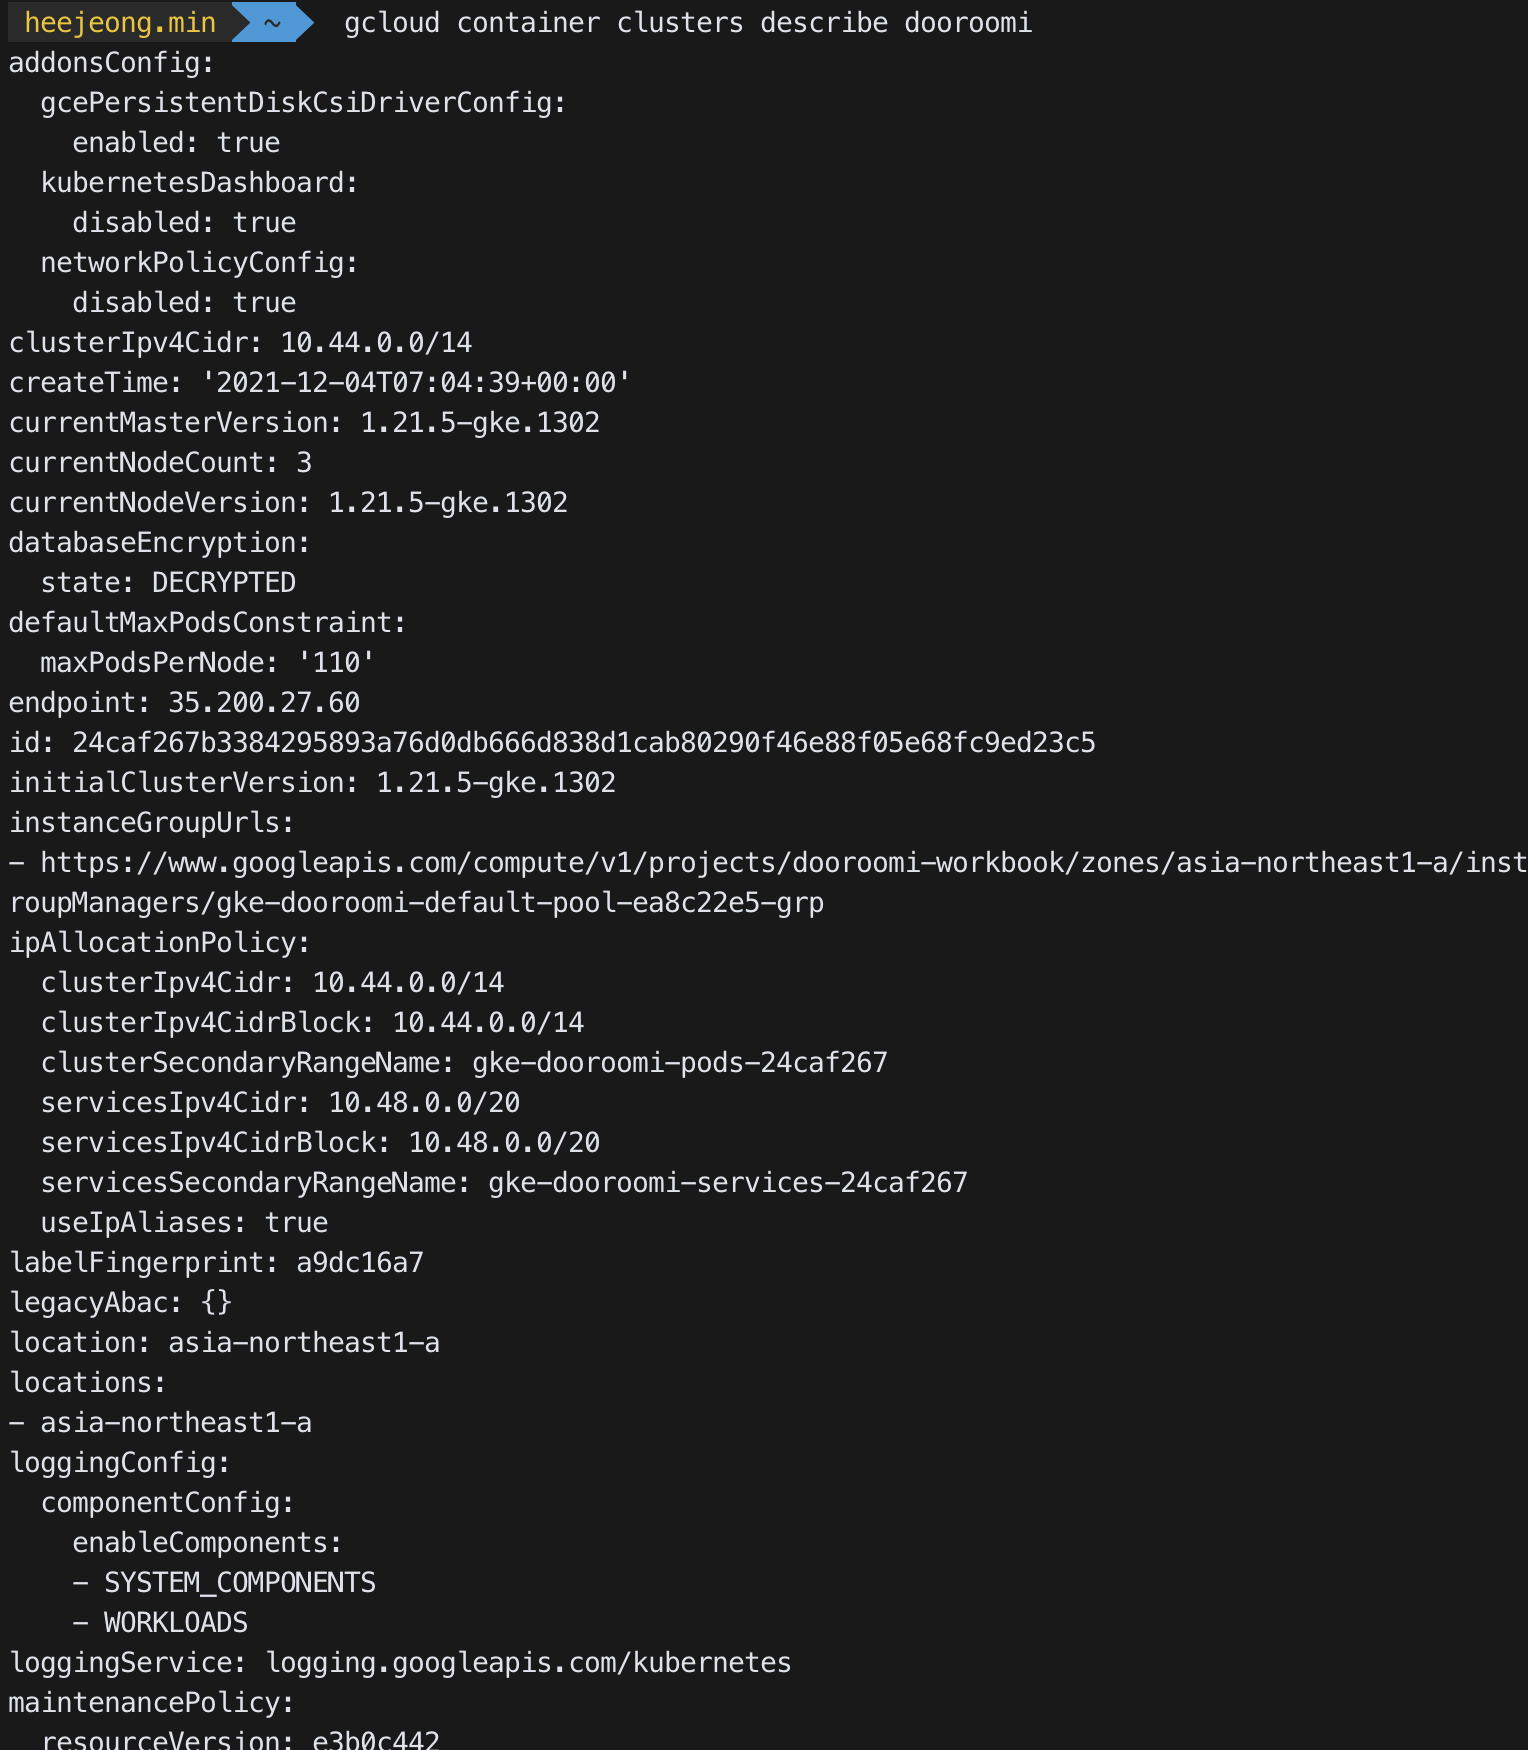 heejeong.min ~ gcloud container clusters describe dooroomi
addonsConfig:
  gcePersistentDiskCsiDriverConfig:
    enabled: true
  kubernetesDashboard:
    disabled: true
  networkPolicyConfig:
    disabled: true
clusterIpv4Cidr: 10.44.0.0/14
createTime: '2021-12-04T07:04:39+00:00'
currentMasterVersion: 1.21.5-gke.1302
currentNodeCount: 3
currentNodeVersion: 1.21.5-gke.1302
databaseEncryption:
  state: DECRYPTED
defaultMaxPodsConstraint:
  maxPodsPerNode: '110'
endpoint: 35.200.27.60
id: 24caf267b3384295893a76d0db666d838d1cab80290f46e88f05e68fc9ed23c5
initialClusterVersion: 1.21.5-gke.1302
instanceGroupUrls:
- https://www.googleapis.com/compute/v1/projects/dooroomi-workbook/zones/asia-northeast1-a/inst
roupManagers/gke-dooroomi-default-pool-ea8c22e5-grp
ipAllocationPolicy:
  clusterIpv4Cidr: 10.44.0.0/14
  clusterIpv4CidrBlock: 10.44.0.0/14
  clusterSecondaryRangeName: gke-dooroomi-pods-24caf267
  servicesIpv4Cidr: 10.48.0.0/20
  servicesIpv4CidrBlock: 10.48.0.0/20
  servicesSecondaryRangeName: gke-dooroomi-services-24caf267
  useIpAliases: true
labelFingerprint: a9dc16a7
legacyAbac: {}
location: asia-northeast1-a
locations:
- asia-northeast1-a
loggingConfig:
  componentConfig:
    enableComponents:
    - SYSTEM_COMPONENTS
    - WORKLOADS
loggingService: logging.googleapis.com/kubernetes
maintenancePolicy:
  resourceVersion: e3b0c442